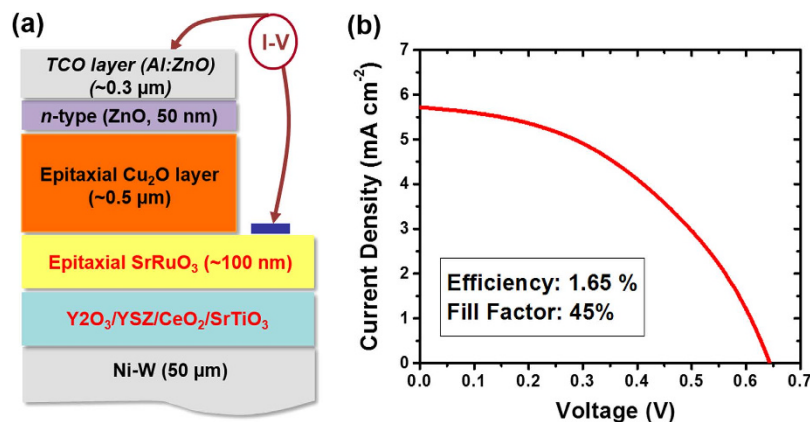 (a)
I-V
TCO layer (Al:ZnO)
(~0.3 µm)
n-type (ZnO, 50 nm)
Epitaxial Cu₂O layer
(~0.5 µm)
Epitaxial SrRuO₃ (~100 nm)
Y2O₃/YSZ/CeO₂/SrTiO₃
Ni-W (50 µm)
(b)
Current Density (mA cm⁻²)
7
6
5
4
3
2
1
0
Efficiency: 1.65 %
Fill Factor: 45%
0.0 0.1 0.2 0.3 0.4 0.5 0.6 0.7
Voltage (V)